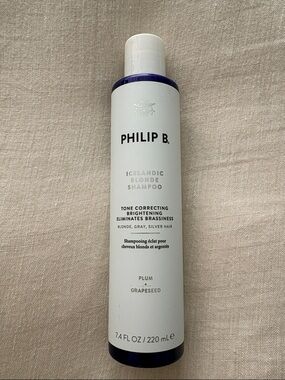 PHILIP B.
ICELANDIC
BLONDE
SHAMPOO
TONE CORRECTING
BRIGHTENING
ELIMINATES BRASSINESS
BLONDE, GRAY, SILVER HAIR
Shampooing éclat pour
cheveux blonds et argentés
PLUM
+
GRAPESEED
7.4 FL OZ / 220 mL ℮